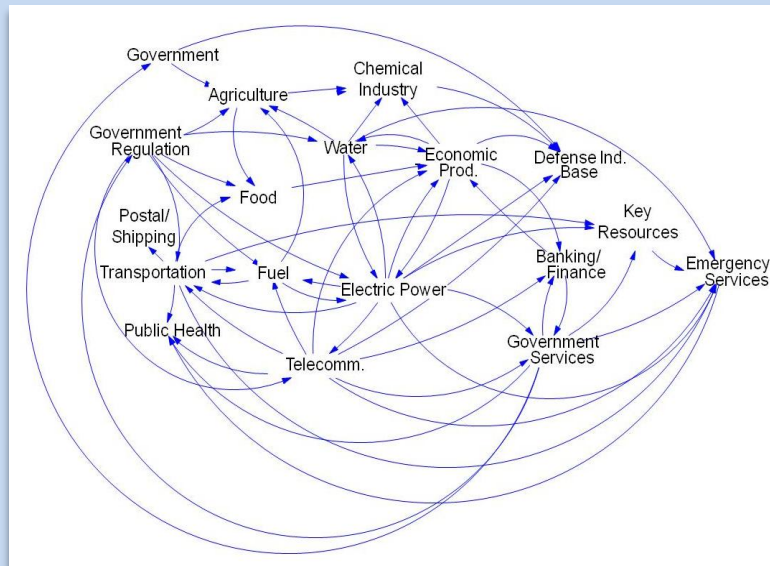 Government
Chemical
Industry
Agriculture
Government
Regulation
Water
Economic
Prod.
Defense Ind.
Base
Food
Postal/
Shipping
Key
Resources
Transportation
Fuel
Electric Power
Banking/
Finance
Emergency
Services
Public Health
Telecomm.
Government
Services